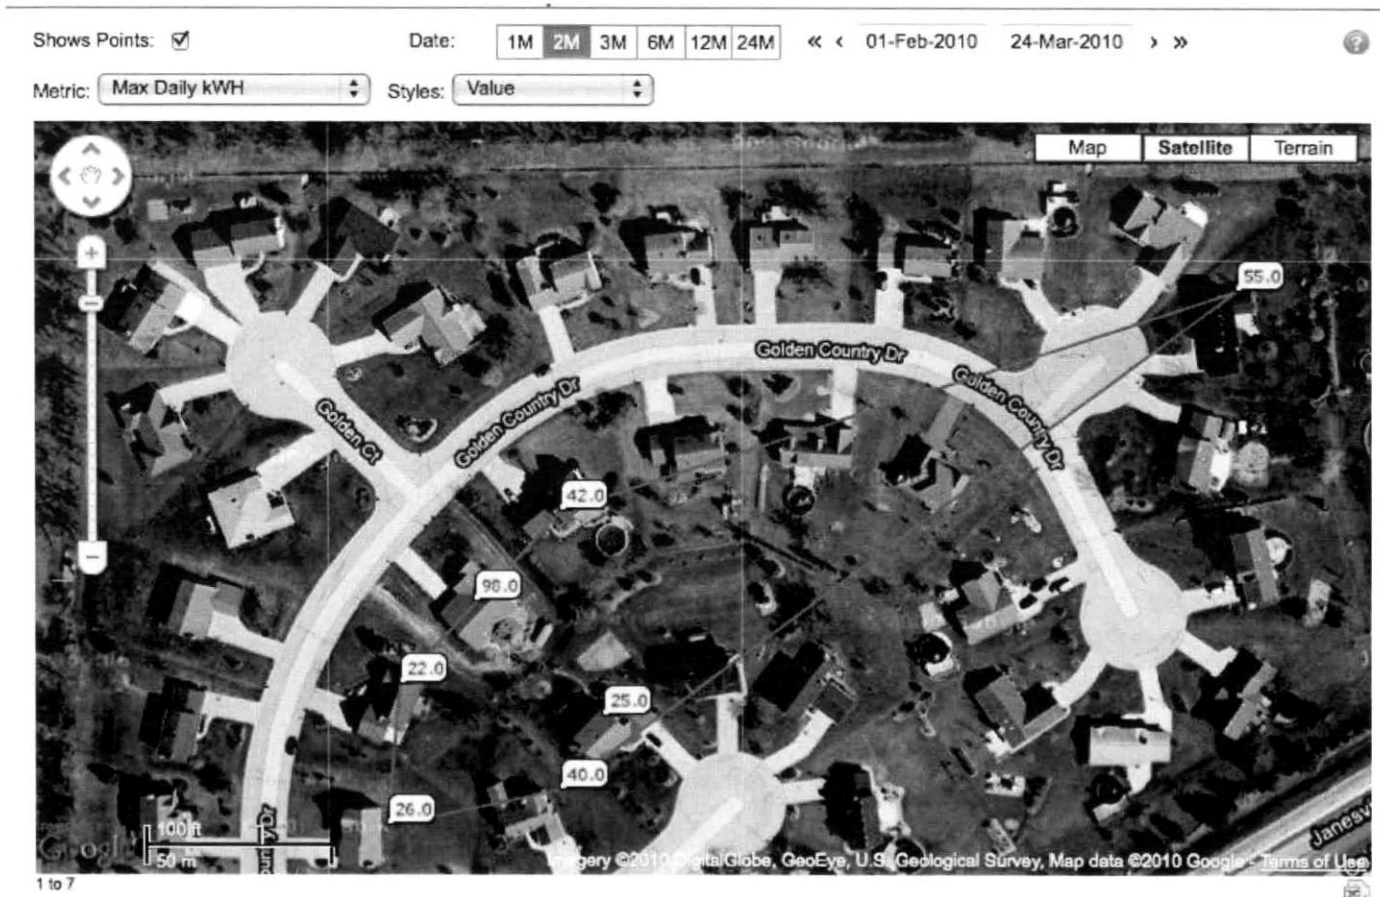 Shows Points: Date: 1M 2M 3M 6M 12M 24M « ‹ 01-Feb-2010 24-Mar-2010 › » ?
Metric: Max Daily kWH Styles: Value
Map Satellite Terrain
+
55.0
Golden Country Dr
Golden Country Dr
Golden Country Dr
Golden Ct
42.0
98.0
22.0
25.0
40.0
26.0
−
100 ft
50 m
Google
Imagery ©2010 DigitalGlobe, GeoEye, U.S. Geological Survey, Map data ©2010 Google - Terms of Use
1 to 7